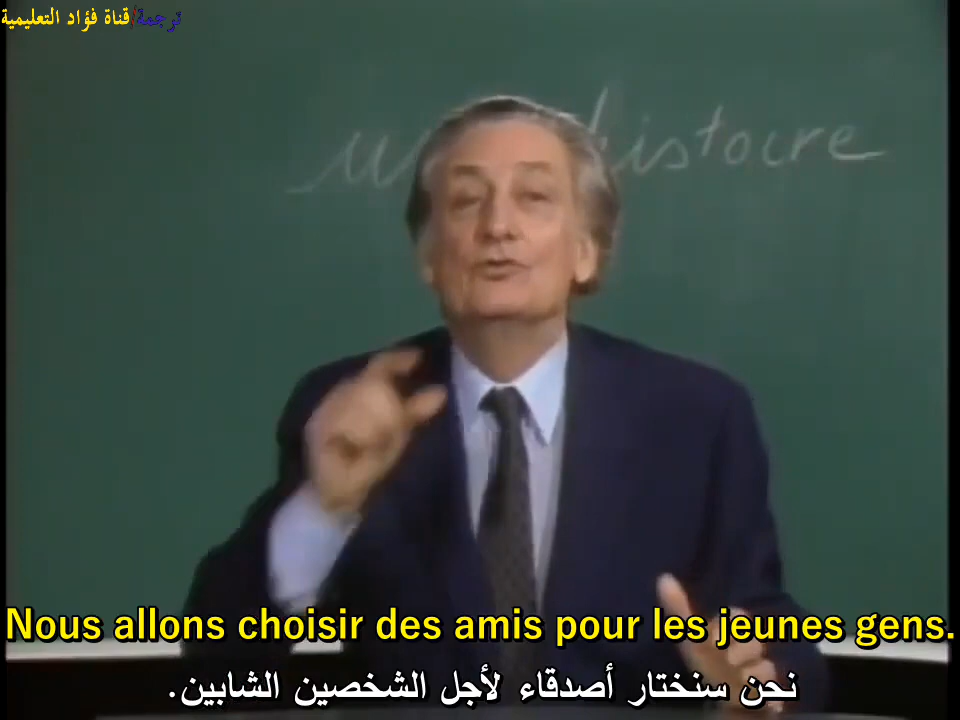 ترجمة/قناة فؤاد التعليمية
histoire
Nous allons choisir des amis pour les jeunes gens.
نحن سنختار أصدقاء لأجل الشخصين الشابين.